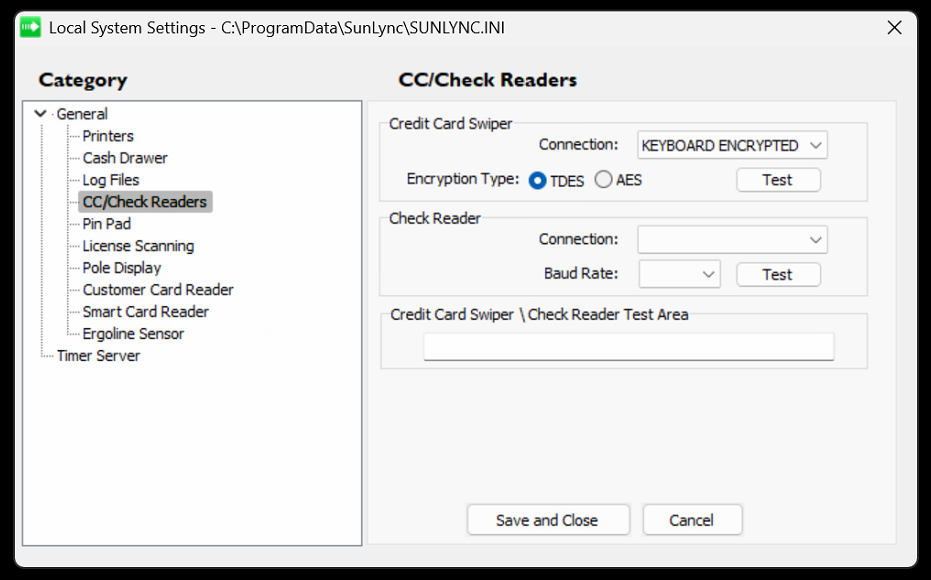 Local System Settings - C:\ProgramData\SunLync\SUNLYNC.INI
Category
General
Printers
Cash Drawer
Log Files
CC/Check Readers
Pin Pad
License Scanning
Pole Display
Customer Card Reader
Smart Card Reader
Ergoline Sensor
Timer Server
CC/Check Readers
Credit Card Swiper
Connection: KEYBOARD ENCRYPTED
Encryption Type: TDES AES Test
Check Reader
Connection:
Baud Rate: Test
Credit Card Swiper \ Check Reader Test Area
Save and Close Cancel